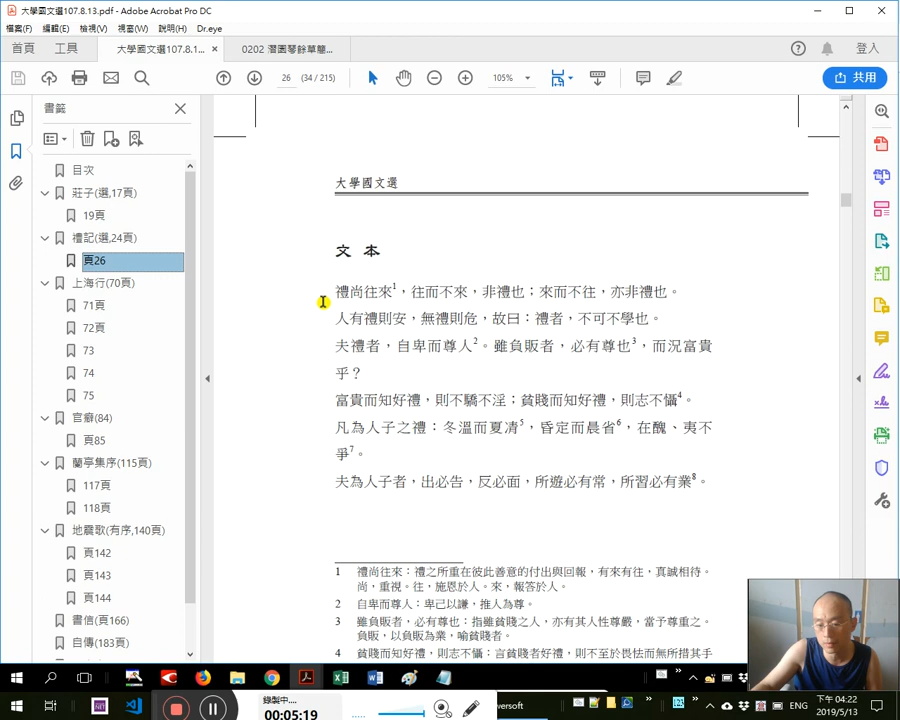 大學國文選107.8.13.pdf - Adobe Acrobat Pro DC
檔案(F) 編輯(E) 檢視(V) 視窗(W) 說明(H) Dr.eye
首頁 工具 大學國文選107.8.1... × 0202 潛園琴餘草簡... 登入
26 (34 / 215) 105% 共用
書籤
目次
莊子(選,17頁)
19頁
禮記(選,24頁)
頁26
上海行(70頁)
71頁
72頁
73
74
75
官癖(84)
頁85
蘭亭集序(115頁)
117頁
118頁
地震歌(有序,140頁)
頁142
頁143
頁144
書信(頁166)
自傳(183頁)
大學國文選
文 本
禮尚往來1，往而不來，非禮也；來而不往，亦非禮也。
人有禮則安，無禮則危，故曰：禮者，不可不學也。
夫禮者，自卑而尊人2。雖負販者，必有尊也3，而況富貴
乎？
富貴而知好禮，則不驕不淫；貧賤而知好禮，則志不懾4。
凡為人子之禮：冬溫而夏凊5，昏定而晨省6，在醜、夷不
爭7。
夫為人子者，出必告，反必面，所遊必有常，所習必有業8。
1 禮尚往來：禮之所重在彼此善意的付出與回報，有來有往，真誠相待。
尚，重視。往，施恩於人。來，報答於人。
2 自卑而尊人：卑己以謙，推人為尊。
3 雖負販者，必有尊也：指雖貧賤之人，亦有其人性尊嚴，當予尊重之。
負販，以負販為業，喻貧賤者。
4 貧賤而知好禮，則志不懾：言貧賤者好禮，則不至於畏怯而無所措其手
下午 04:22
錄製中...
00:05:19
wersoft
ENG
2019/5/13